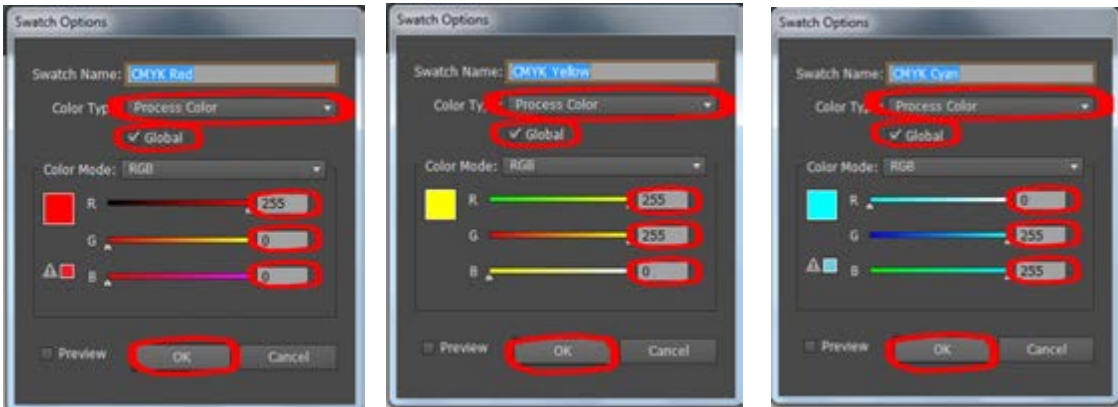 Swatch Options
Swatch Name: CMYK Red
Color Typ Process Color
Global
Color Mode: RGB
R 255
G 0
B 0
Preview OK Cancel
Swatch Options
Swatch Name: CMYK Yellow
Color Ty Process Color
Global
Color Mode: RGB
R 255
G 255
B 0
Preview OK Cancel
Swatch Options
Swatch Name: CMYK Cyan
Color Typ Process Color
Global
Color Mode: RGB
R 0
G 255
B 255
Preview OK Cancel